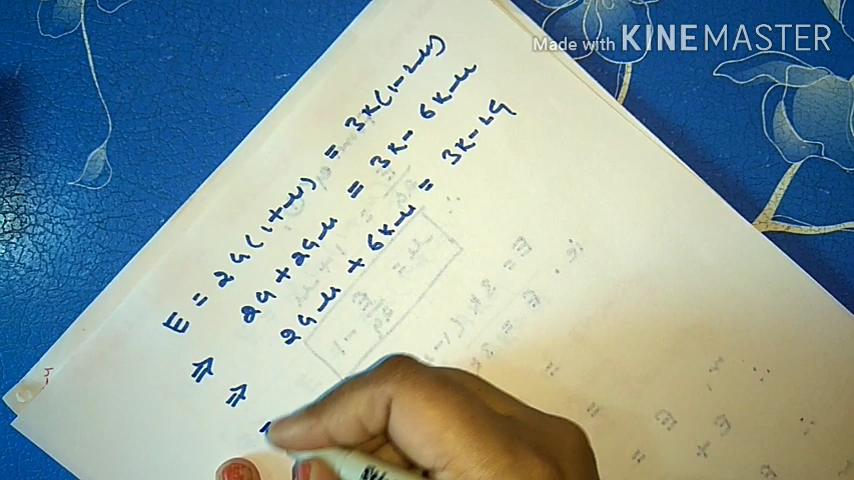 Made with KINEMASTER
E = 2G(1+μ) = 3K(1-2μ)
⇒ 2G + 2Gμ = 3K - 6Kμ
⇒ 2Gμ + 6Kμ = 3K - 2G